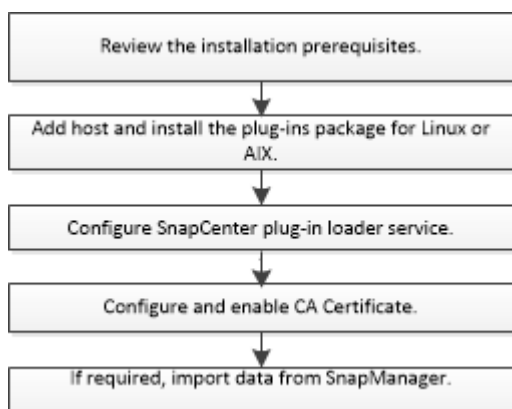 Review the installation prerequisites.
Add host and install the plug-ins package for Linux or
AIX.
Configure SnapCenter plug-in loader service.
Configure and enable CA Certificate.
If required, import data from SnapManager.